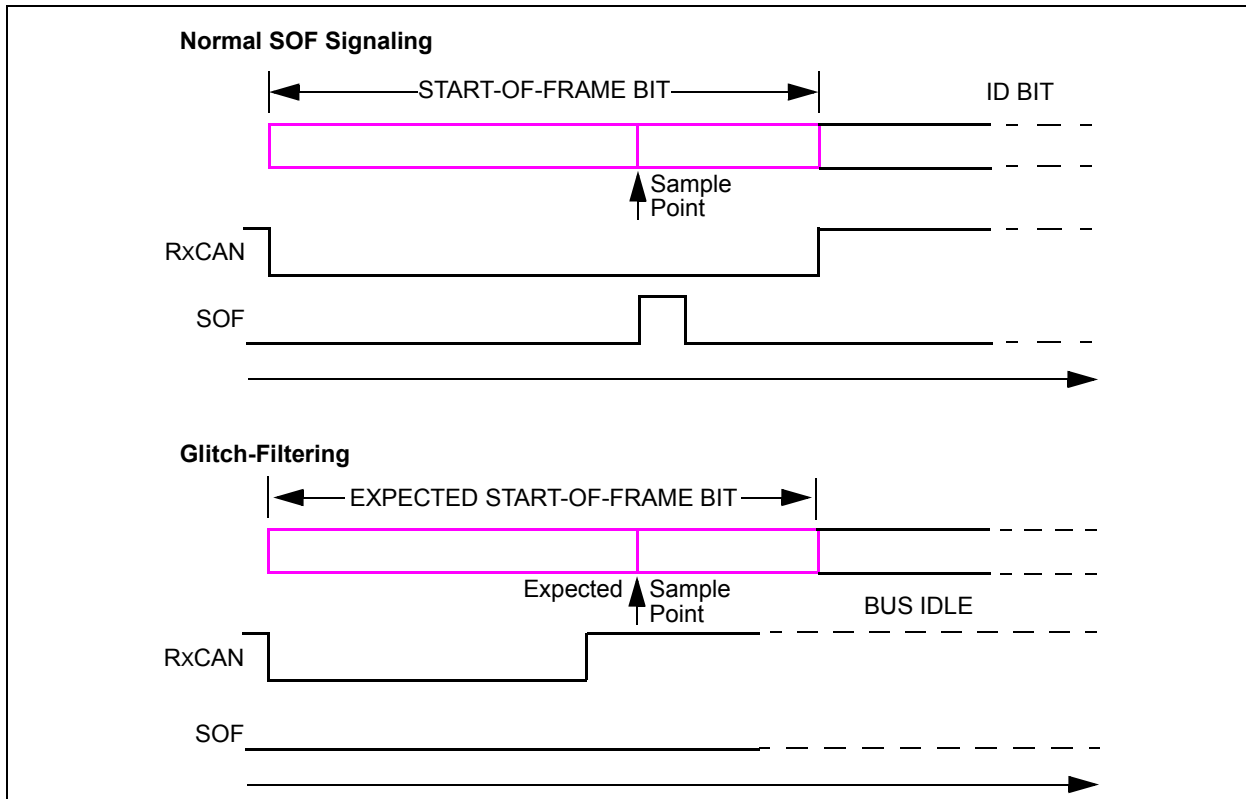 Normal SOF Signaling
START-OF-FRAME BIT
ID BIT
Sample
Point
RXCAN
SOF
Glitch-Filtering
EXPECTED START-OF-FRAME BIT
Expected Sample
Point
BUS IDLE
RXCAN
SOF